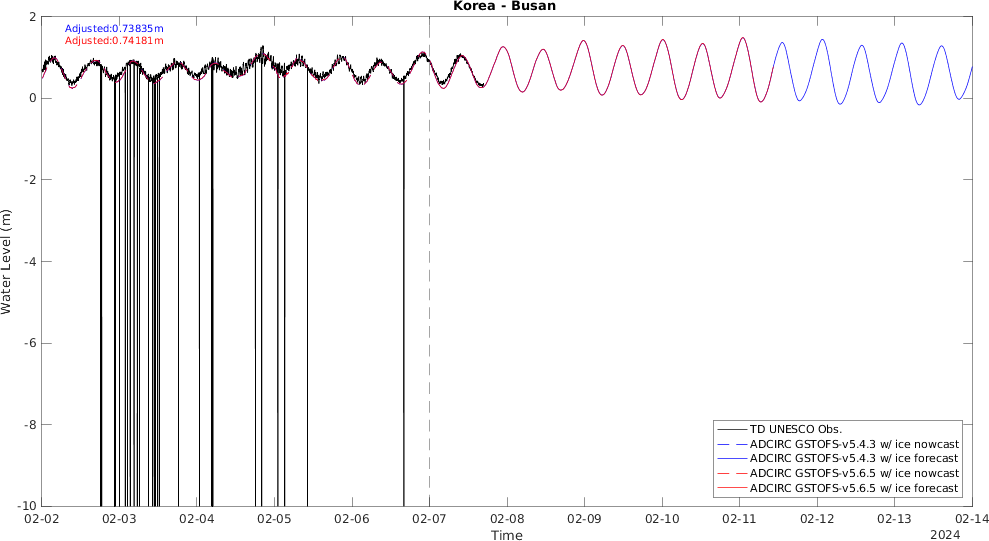 Korea - Busan
Adjusted:0.73835m
Adjusted:0.74181m
2
0
-2
-4
-6
-8
-10
Water Level (m)
02-02 02-03 02-04 02-05 02-06 02-07 02-08 02-09 02-10 02-11 02-12 02-13 02-14
Time
2024
TD UNESCO Obs.
ADCIRC GSTOFS-v5.4.3 w/ ice nowcast
ADCIRC GSTOFS-v5.4.3 w/ ice forecast
ADCIRC GSTOFS-v5.6.5 w/ ice nowcast
ADCIRC GSTOFS-v5.6.5 w/ ice forecast